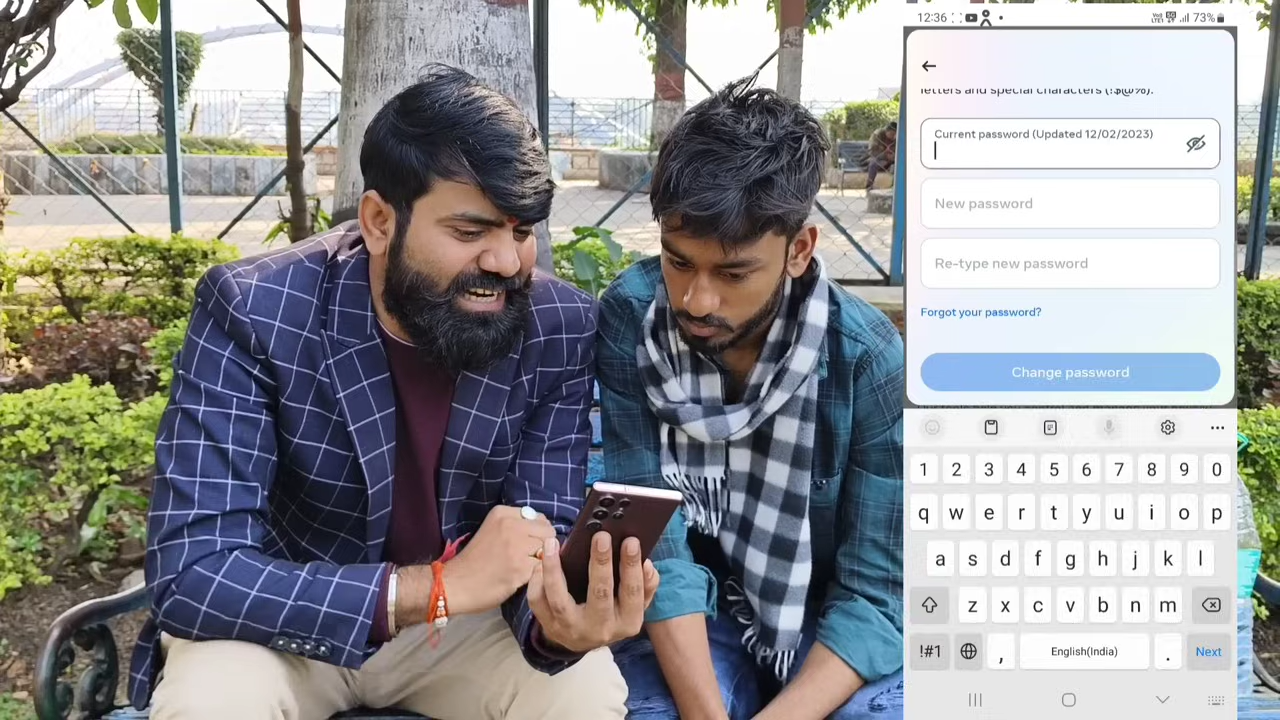 12:36 73%
letters and special characters (!$@%).
Current password (Updated 12/02/2023)
New password
Re-type new password
Forgot your password?
Change password
1 2 3 4 5 6 7 8 9 0
q w e r t y u i o p
a s d f g h j k l
z x c v b n m
!#1 , English(India) . Next